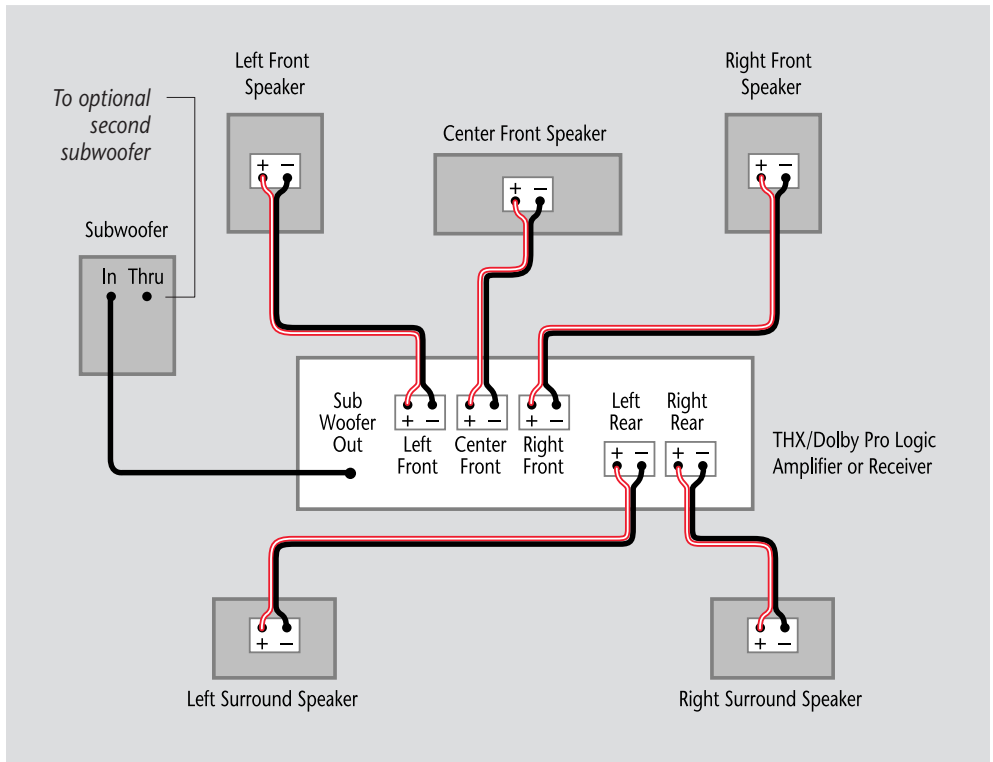 Left Front
Speaker
Right Front
Speaker
To optional
second
subwoofer
Center Front Speaker
+ −
+ −
+ −
Subwoofer
In Thru
Sub
Woofer
Out
+ −
Left
Front
+ −
Center
Front
+ −
Right
Front
Left
Rear
+ −
Right
Rear
+ −
THX/Dolby Pro Logic
Amplifier or Receiver
+ −
Left Surround Speaker
+ −
Right Surround Speaker